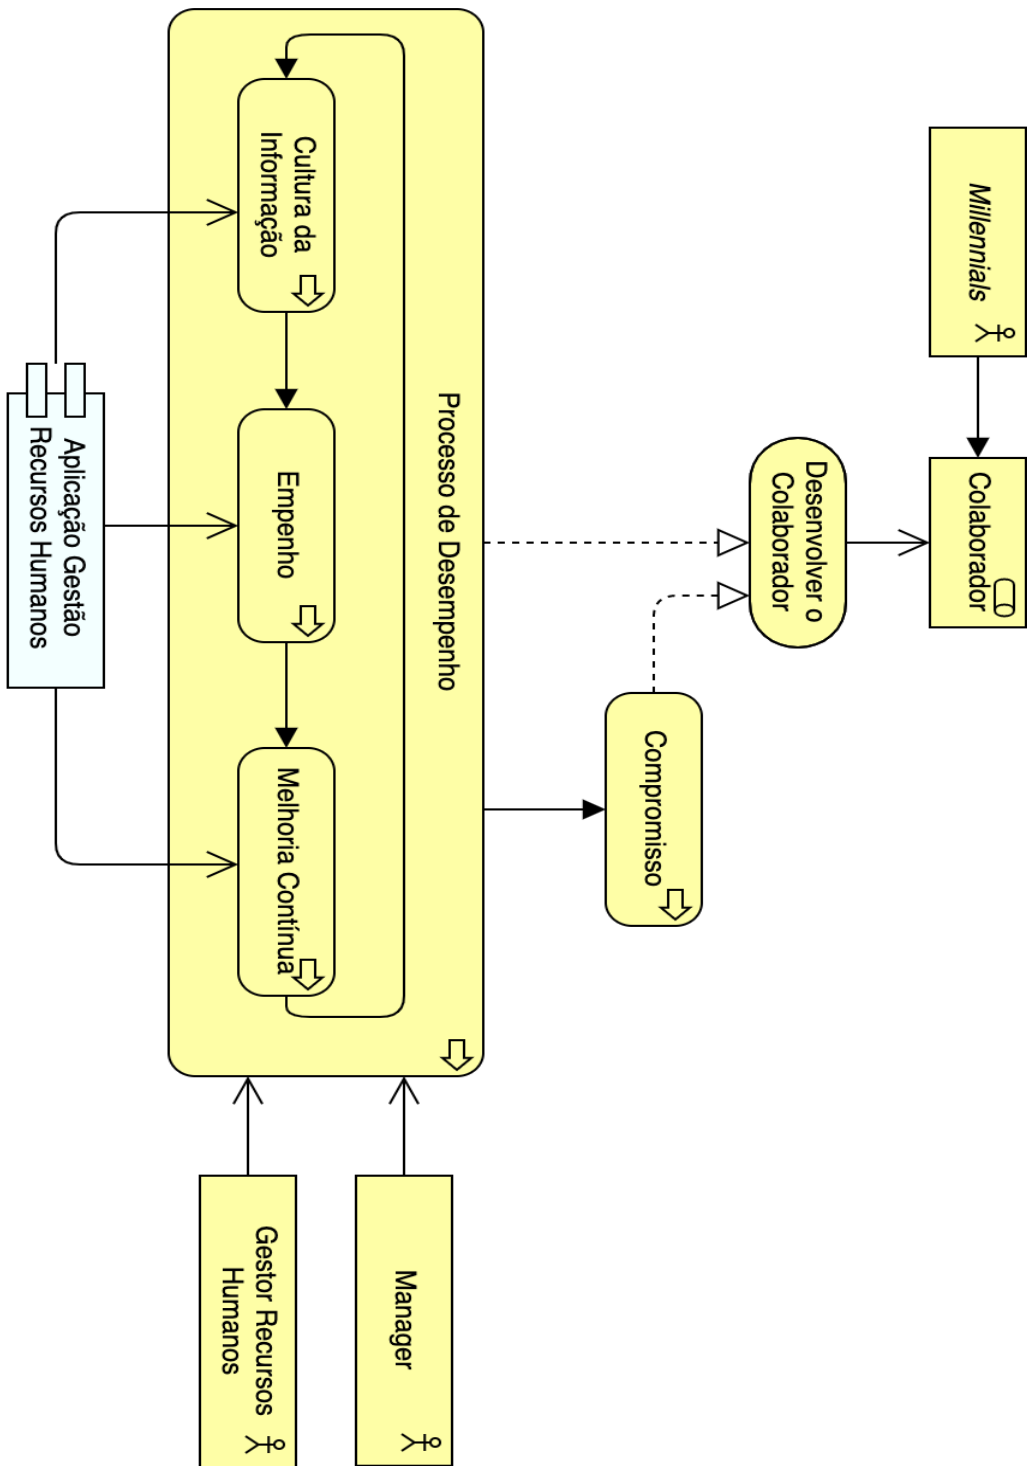 Millennials
Colaborador
Desenvolver o
Colaborador
Compromisso
Processo de Desempenho
Cultura da
Informação
Empenho
Melhoria Contínua
Manager
Gestor Recursos
Humanos
Aplicação Gestão
Recursos Humanos